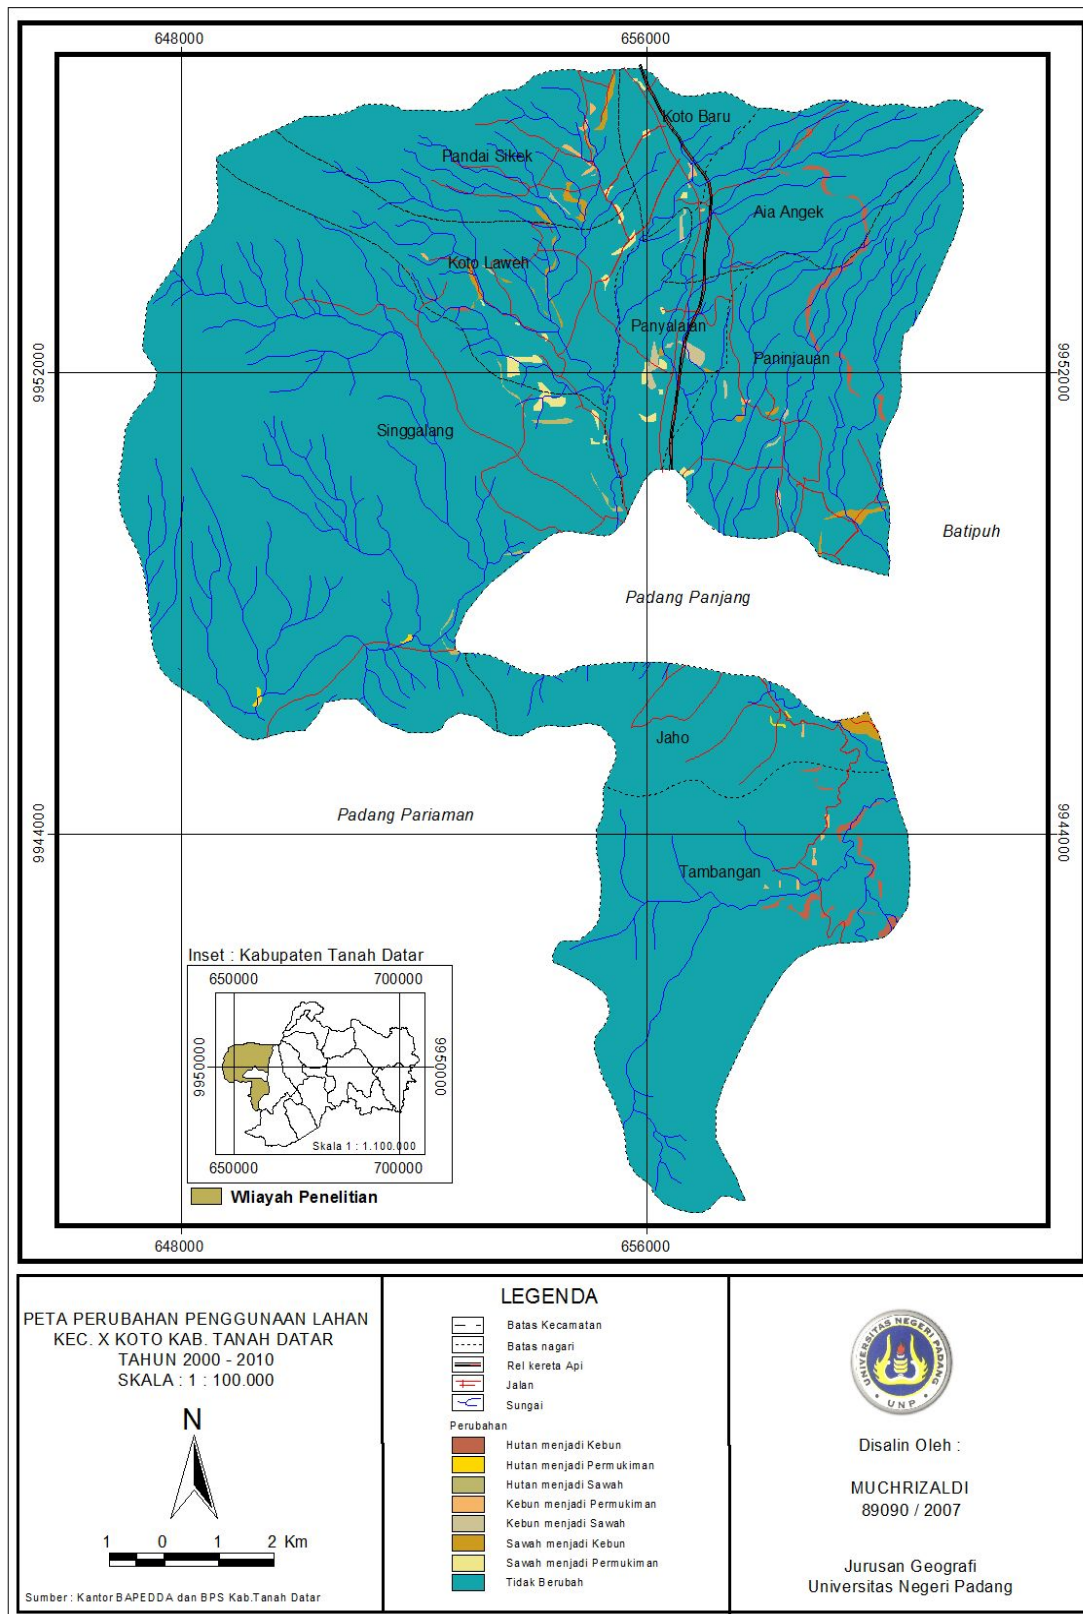 648000
656000
Koto Baru
Pandai Sikek
Aia Angek
Koto Laweh
Panyalaian
Paninjauan
9952000
9952000
Singgalang
Batipuh
Padang Panjang
Jaho
Padang Pariaman
9944000
9944000
Tambangan
Inset : Kabupaten Tanah Datar
650000
700000
9950000
9950000
Skala 1 : 1.100.000
650000
700000
Wliayah Penelitian
648000
656000
PETA PERUBAHAN PENGGUNAAN LAHAN
KEC. X KOTO KAB. TANAH DATAR
TAHUN 2000 - 2010
SKALA : 1 : 100.000
N
1 0 1 2 Km
Sumber : Kantor BAPEDDA dan BPS Kab.Tanah Datar
LEGENDA
Batas Kecamatan
Batas nagari
Rel kereta Api
Jalan
Sungai
Perubahan
Hutan menjadi Kebun
Hutan menjadi Permukiman
Hutan menjadi Sawah
Kebun menjadi Permukiman
Kebun menjadi Sawah
Sawah menjadi Kebun
Sawah menjadi Permukiman
Tidak Berubah
UNIVERSITAS NEGERI PADANG
UNP
Disalin Oleh :
MUCHRIZALDI
89090 / 2007
Jurusan Geografi
Universitas Negeri Padang